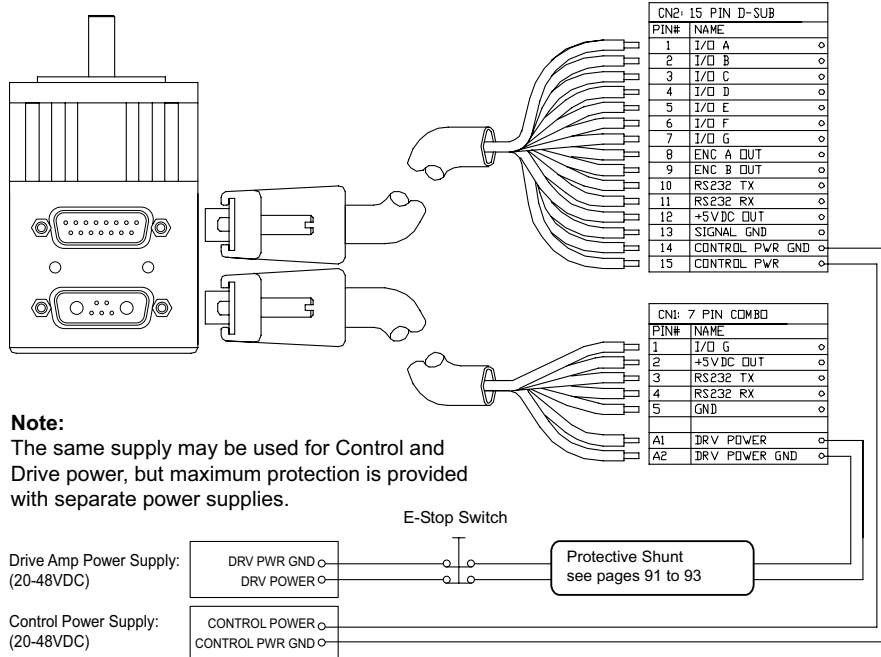 CN2: 15 PIN D-SUB
PIN# NAME
1 I/O A
2 I/O B
3 I/O C
4 I/O D
5 I/O E
6 I/O F
7 I/O G
8 ENC A OUT
9 ENC B OUT
10 RS232 TX
11 RS232 RX
12 +5VDC OUT
13 SIGNAL GND
14 CONTROL PWR GND
15 CONTROL PWR
CN1: 7 PIN COMBO
PIN# NAME
1 I/O G
2 +5VDC OUT
3 RS232 TX
4 RS232 RX
5 GND
A1 DRV POWER
A2 DRV POWER GND
Note:
The same supply may be used for Control and
Drive power, but maximum protection is provided
with separate power supplies.
E-Stop Switch
Drive Amp Power Supply:
(20-48VDC)
DRV PWR GND
DRV POWER
Protective Shunt
see pages 91 to 93
Control Power Supply:
(20-48VDC)
CONTROL POWER
CONTROL PWR GND